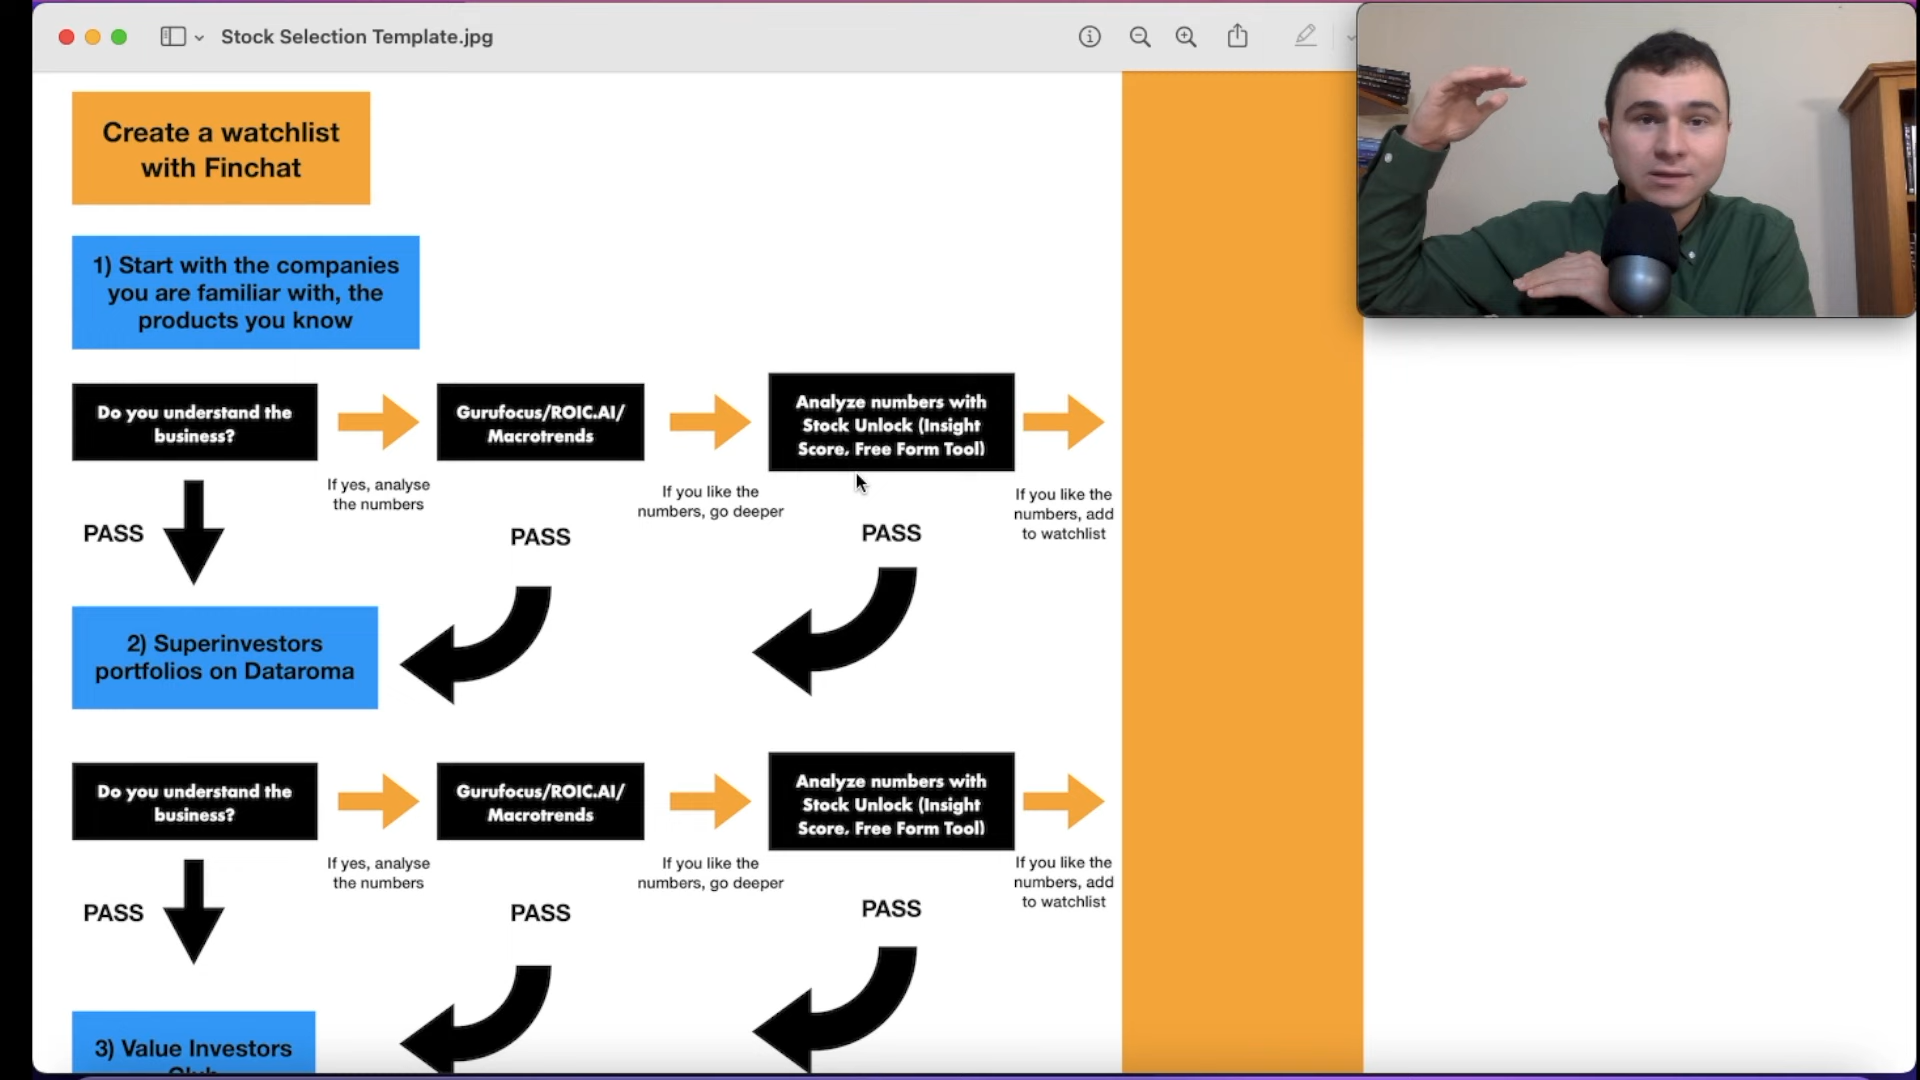 Stock Selection Template.jpg
Create a watchlist
with Finchat
1) Start with the companies
you are familiar with, the
products you know
Do you understand the
business?
If yes, analyse
the numbers
Gurufocus/ROIC.AI/
Macrotrends
If you like the
numbers, go deeper
Analyze numbers with
Stock Unlock (Insight
Score, Free Form Tool)
If you like the
numbers, add
to watchlist
PASS
PASS
PASS
2) Superinvestors
portfolios on Dataroma
Do you understand the
business?
If yes, analyse
the numbers
Gurufocus/ROIC.AI/
Macrotrends
If you like the
numbers, go deeper
Analyze numbers with
Stock Unlock (Insight
Score, Free Form Tool)
If you like the
numbers, add
to watchlist
PASS
PASS
PASS
3) Value Investors
Club